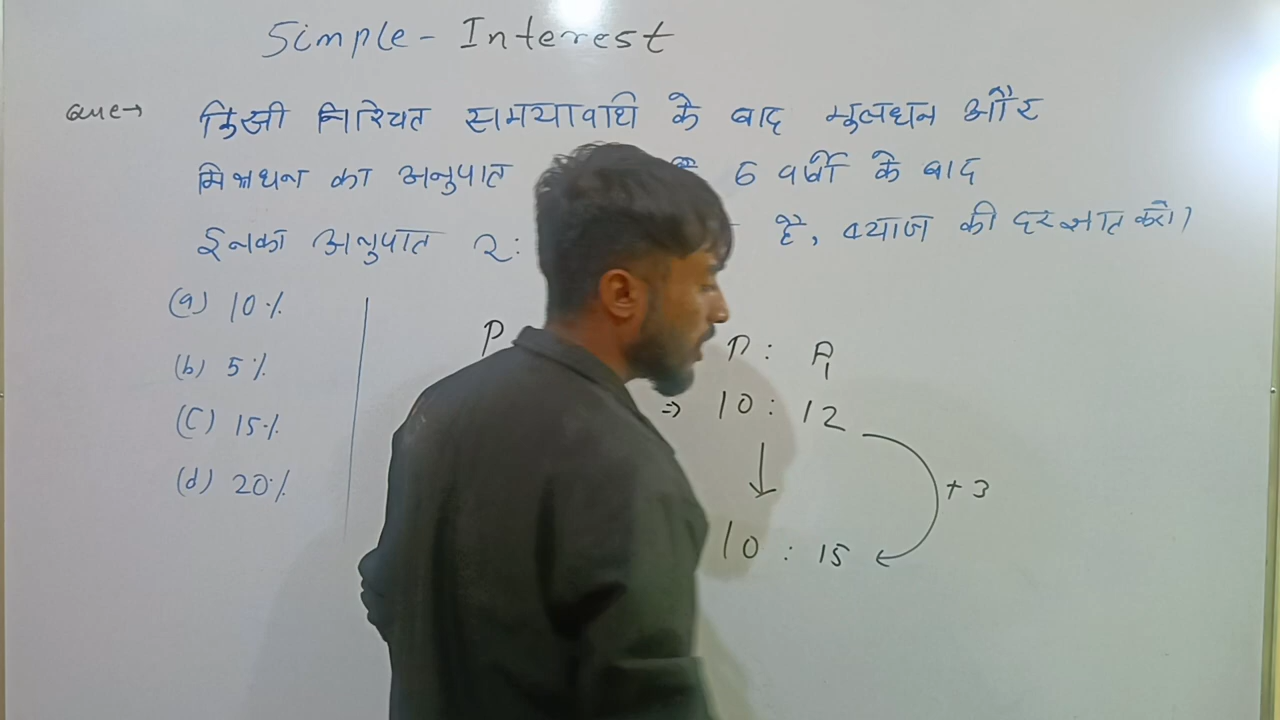 Simple - Interest
Que→ किसी निश्चित समयावधि के बाद मूलधन और
मिश्रधन का अनुपात 6 वर्षो के बाद
इनका अनुपात 2: है, ब्याज की दर ज्ञात करो।
(a) 10%
(b) 5%
(C) 15%
(d) 20%
P
P : A
⇒ 10 : 12
↓
+ 3
10 : 15